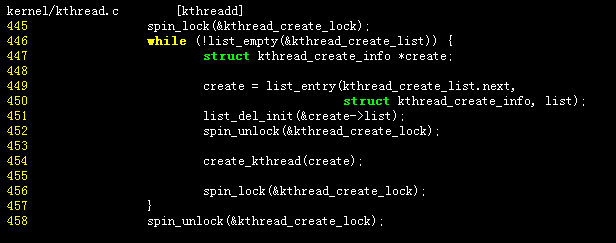 kernel/kthread.c [kthreadd]
445 spin_lock(&kthread_create_lock);
446 while (!list_empty(&kthread_create_list)) {
447 struct kthread_create_info *create;
448
449 create = list_entry(kthread_create_list.next,
450 struct kthread_create_info, list);
451 list_del_init(&create->list);
452 spin_unlock(&kthread_create_lock);
453
454 create_kthread(create);
455
456 spin_lock(&kthread_create_lock);
457 }
458 spin_unlock(&kthread_create_lock);